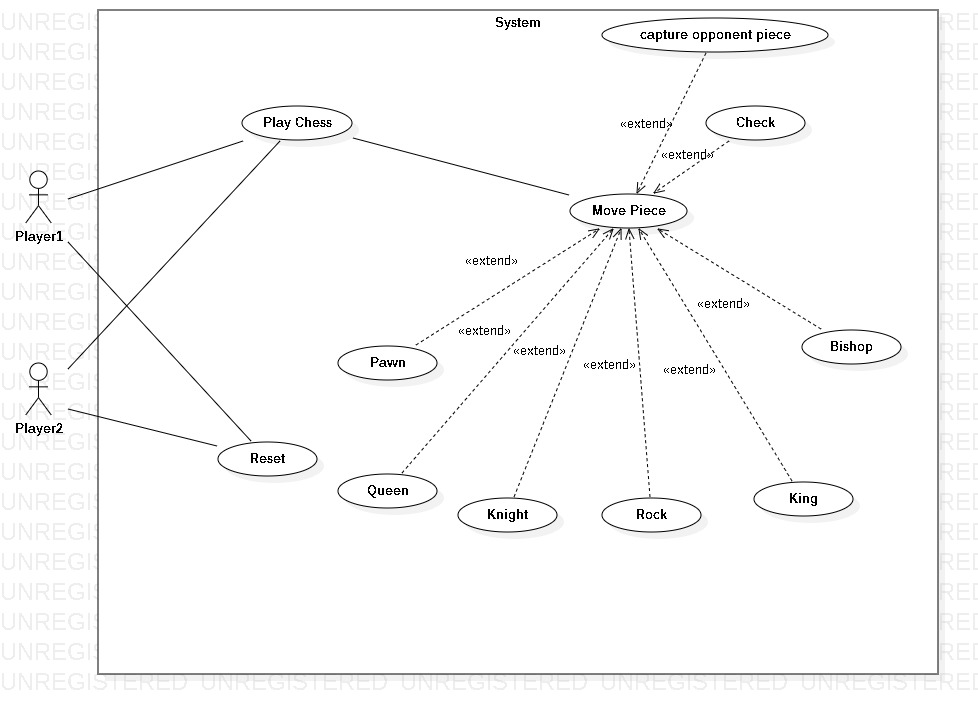 System
capture opponent piece
Play Chess
«extend»
Check
«extend»
Move Piece
Player1
«extend»
«extend»
«extend»
«extend»
«extend»
«extend»
Bishop
Pawn
Player2
Reset
Queen
King
Knight
Rock
UNREGISTERED UNREGISTERED UNREGISTERED UNREGISTERED UNREGISTERED